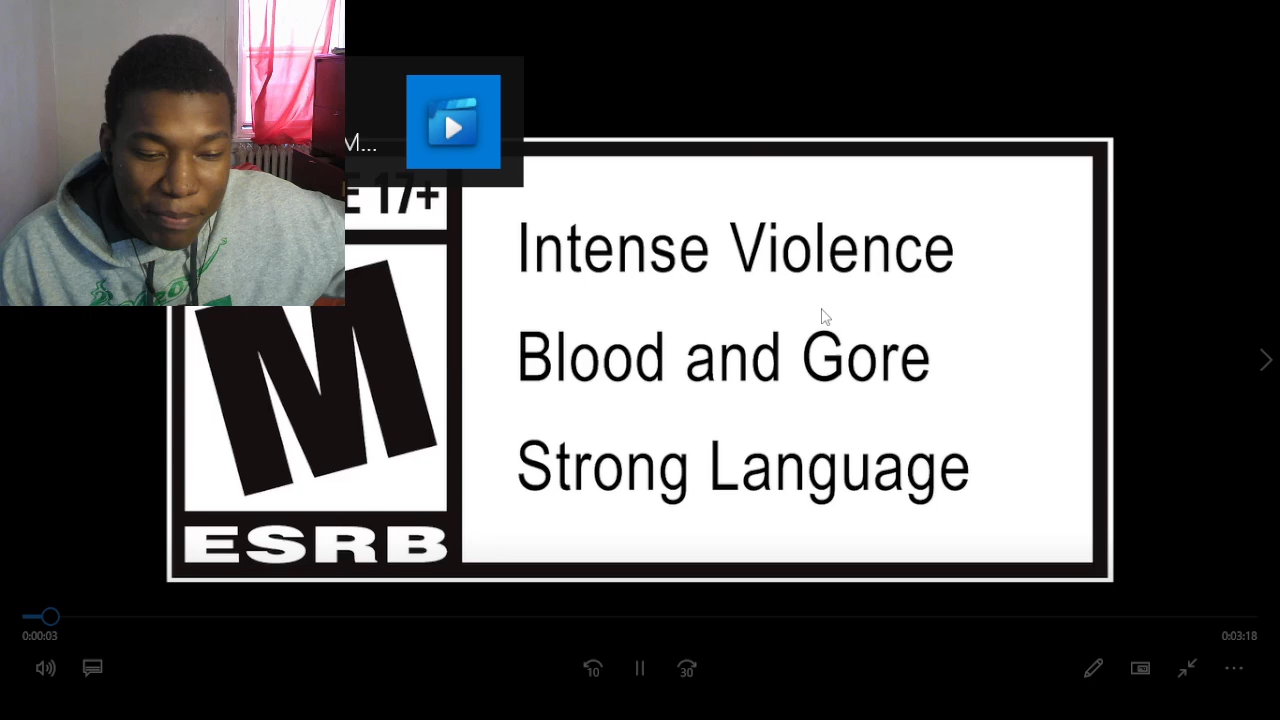 M...
E 17+
Intense Violence
Blood and Gore
Strong Language
M
ESRB
0:00:03
0:03:18
10
30